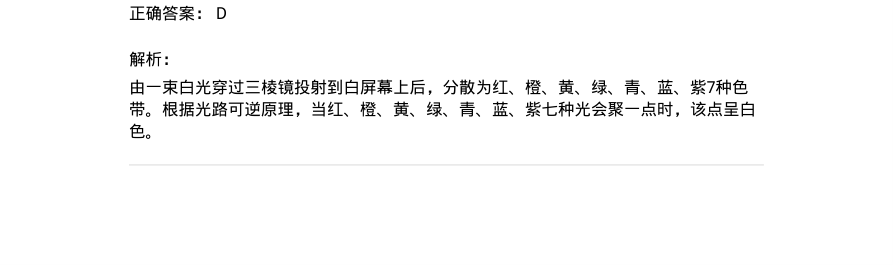 正确答案： D
解析：
由一束白光穿过三棱镜投射到白屏幕上后，分散为红、橙、黄、绿、青、蓝、紫7种色
带。根据光路可逆原理，当红、橙、黄、绿、青、蓝、紫七种光会聚一点时，该点呈白
色。